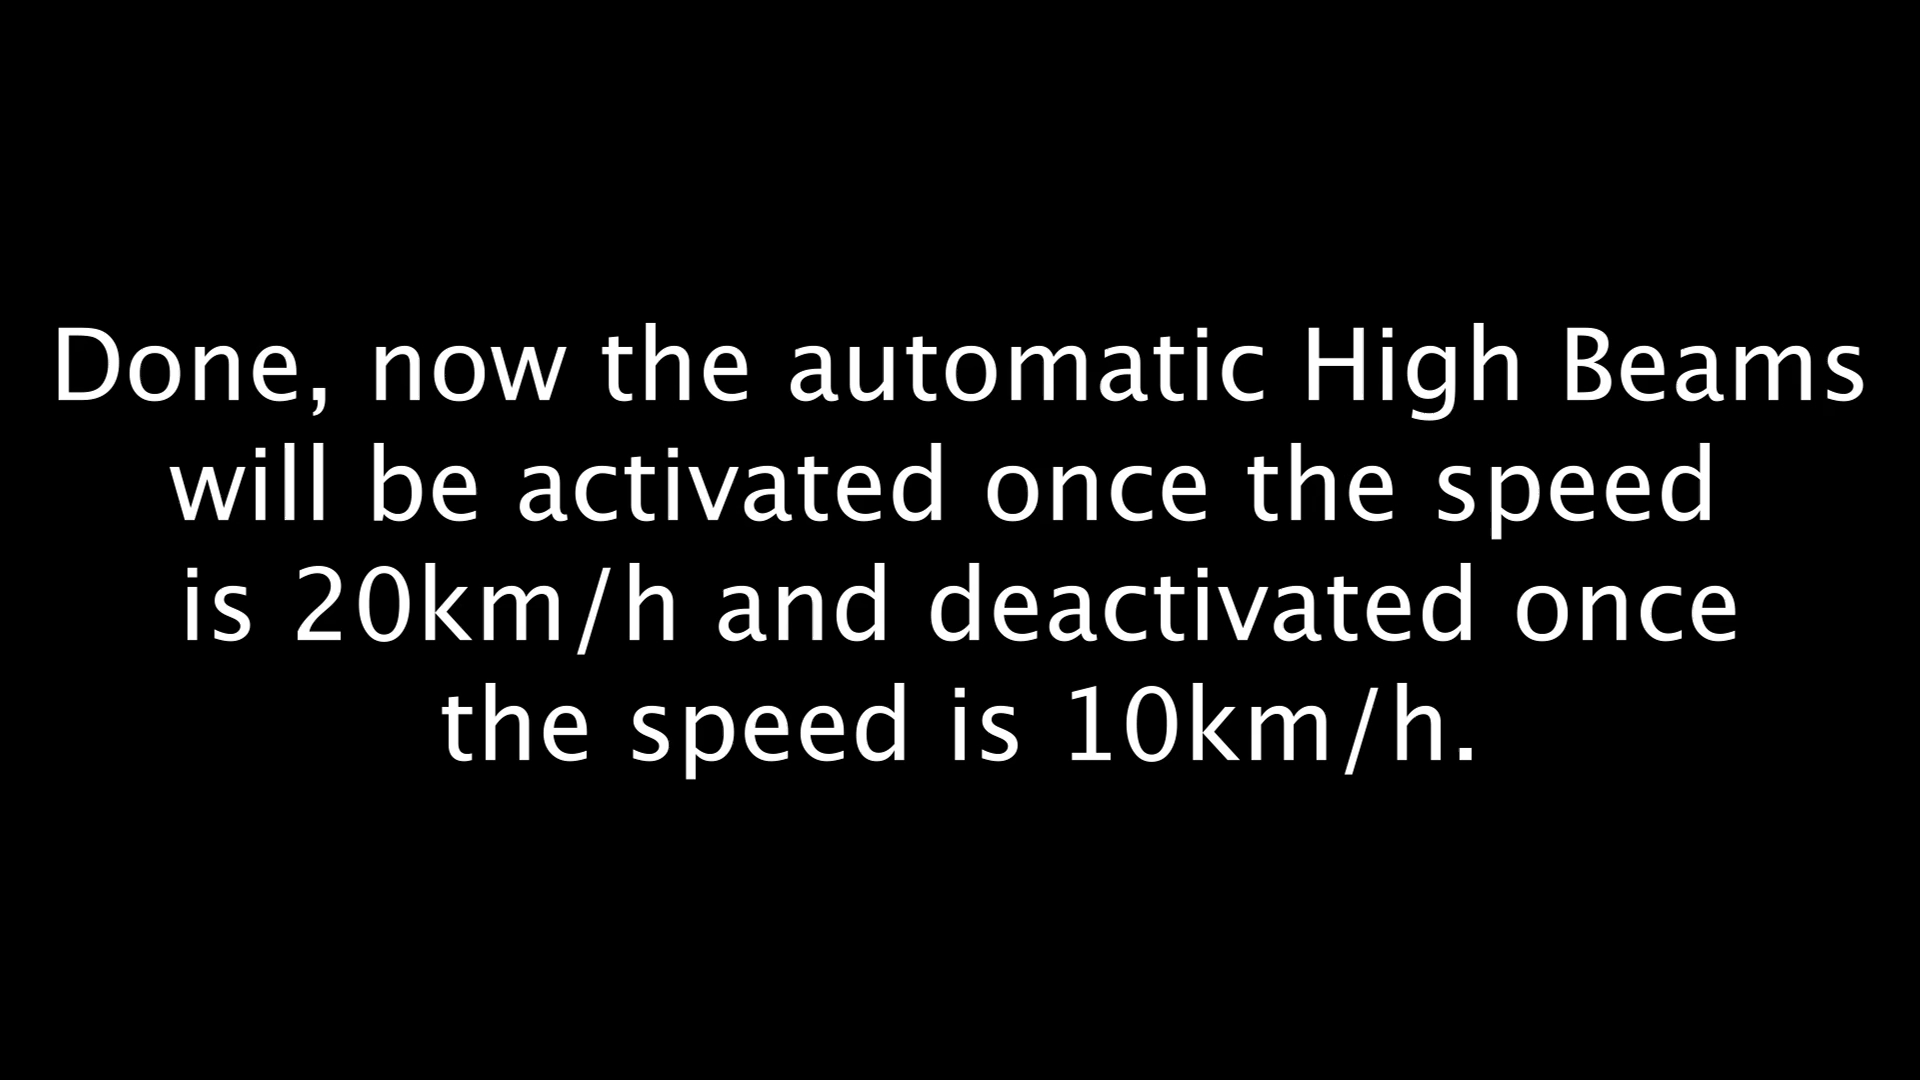 Done, now the automatic High Beams
will be activated once the speed
is 20km/h and deactivated once
the speed is 10km/h.